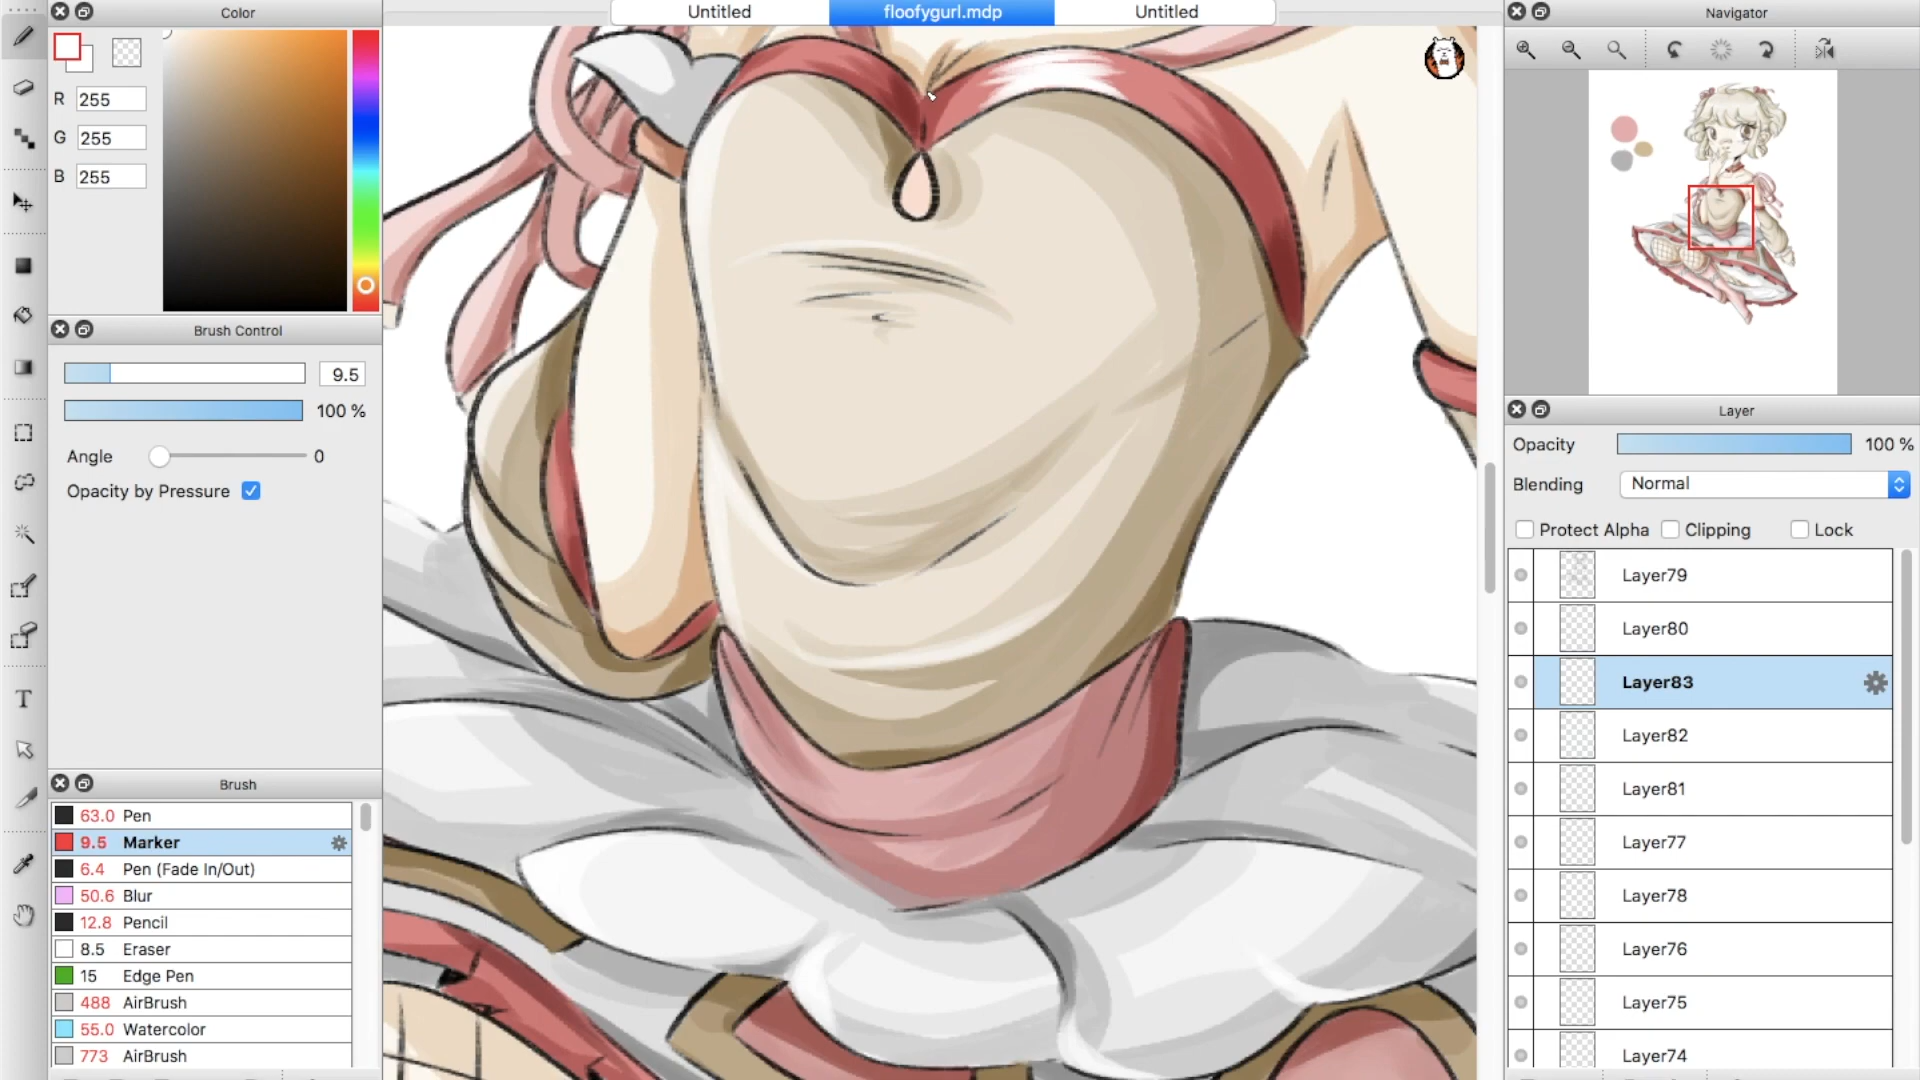 Color
Untitled
floofygurl.mdp
Untitled
Navigator
R 255
G 255
B 255
Brush Control
9.5
100 %
Angle 0
Opacity by Pressure
Brush
63.0 Pen
9.5 Marker
6.4 Pen (Fade In/Out)
50.6 Blur
12.8 Pencil
8.5 Eraser
15 Edge Pen
488 AirBrush
55.0 Watercolor
773 AirBrush
T
Layer
Opacity 100 %
Blending Normal
Protect Alpha Clipping Lock
Layer79
Layer80
Layer83
Layer82
Layer81
Layer77
Layer78
Layer76
Layer75
Layer74